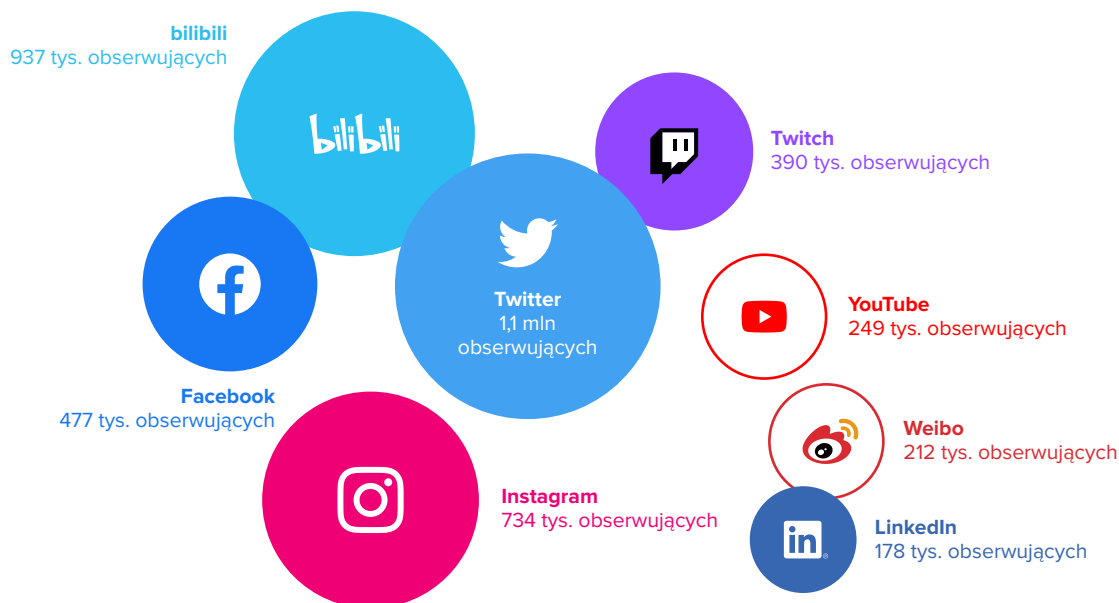 bilibili
937 tys. obserwujących
bilibili
Twitch
390 tys. obserwujących
Twitter
1,1 mln
obserwujących
YouTube
249 tys. obserwujących
Facebook
477 tys. obserwujących
Weibo
212 tys. obserwujących
Instagram
734 tys. obserwujących
in
LinkedIn
178 tys. obserwujących